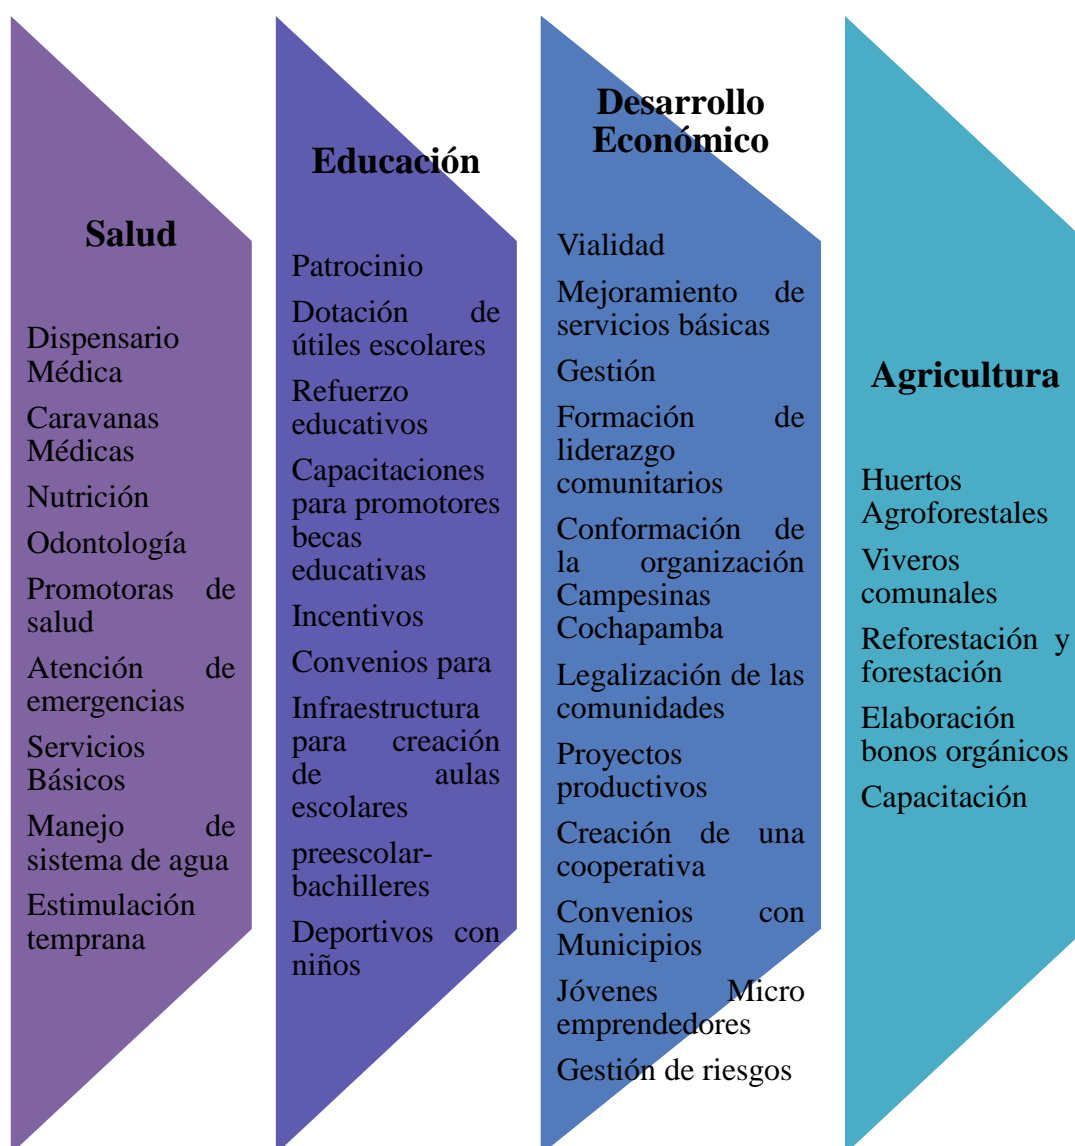 Salud
Dispensario
Médica
Caravanas
Médicas
Nutrición
Odontología
Promotoras de
salud
Atención de
emergencias
Servicios
Básicos
Manejo de
sistema de agua
Estimulación
temprana
Educación
Patrocinio
Dotación de
útiles escolares
Refuerzo
educativos
Capacitaciones
para promotores
becas
educativas
Incentivos
Convenios para
Infraestructura
para creación
de aulas
escolares
preescolar-
bachilleres
Deportivos con
niños
Desarrollo
Económico
Vialidad
Mejoramiento de
servicios básicas
Gestión
Formación de
liderazgo
comunitarios
Conformación de
la organización
Campesinas
Cochapamba
Legalización de las
comunidades
Proyectos
productivos
Creación de una
cooperativa
Convenios con
Municipios
Jóvenes Micro
emprendedores
Gestión de riesgos
Agricultura
Huertos
Agroforestales
Viveros
comunales
Reforestación y
forestación
Elaboración
bonos orgánicos
Capacitación